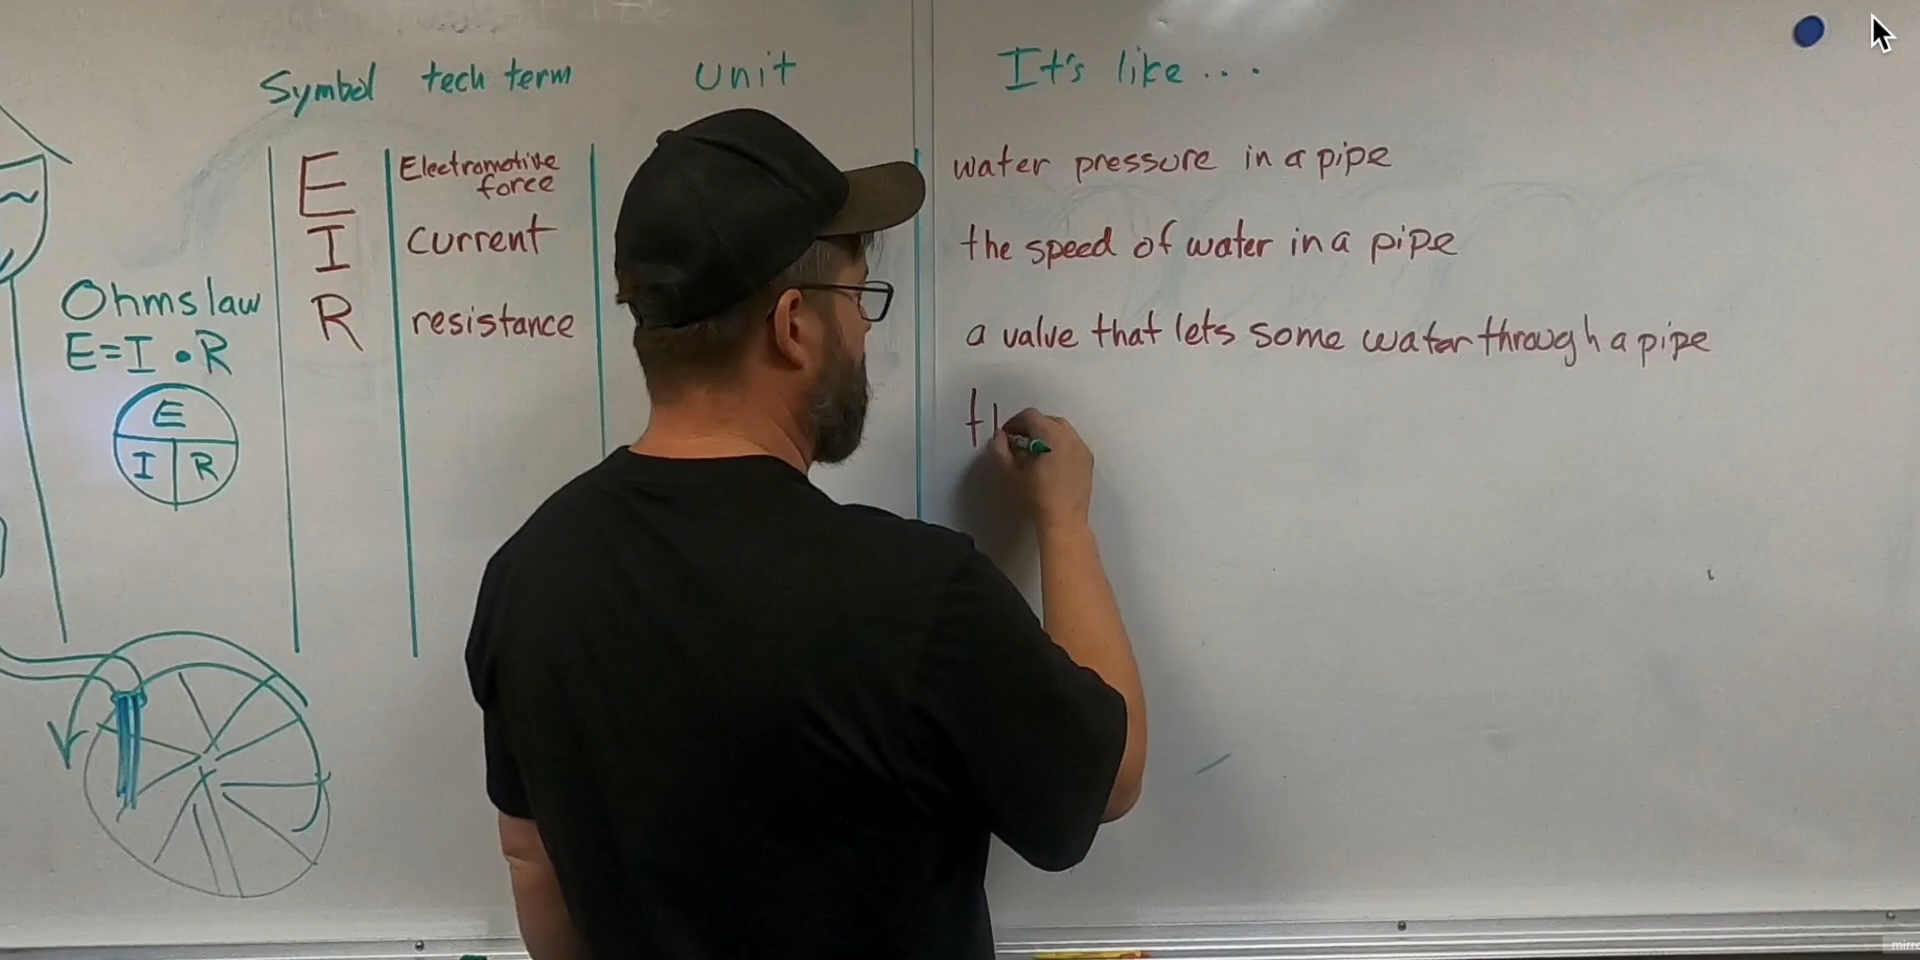 Symbol tech term Unit It's like...
E Electromotive force water pressure in a pipe
I current the speed of water in a pipe
R resistance a valve that lets some water through a pipe
Ohms law
E=I•R
E
I R